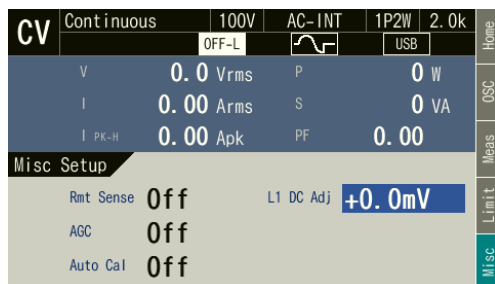 CV Continuous 100V AC-INT 1P2W 2.0k
OFF-L USB
V 0.0 Vrms P 0 W
I 0.00 Arms S 0 VA
I PK-H 0.00 Apk PF 0.00
Misc Setup
Rmt Sense Off L1 DC Adj +0.0mV
AGC Off
Auto Cal Off
Home
OSC
Meas
Limit
Misc